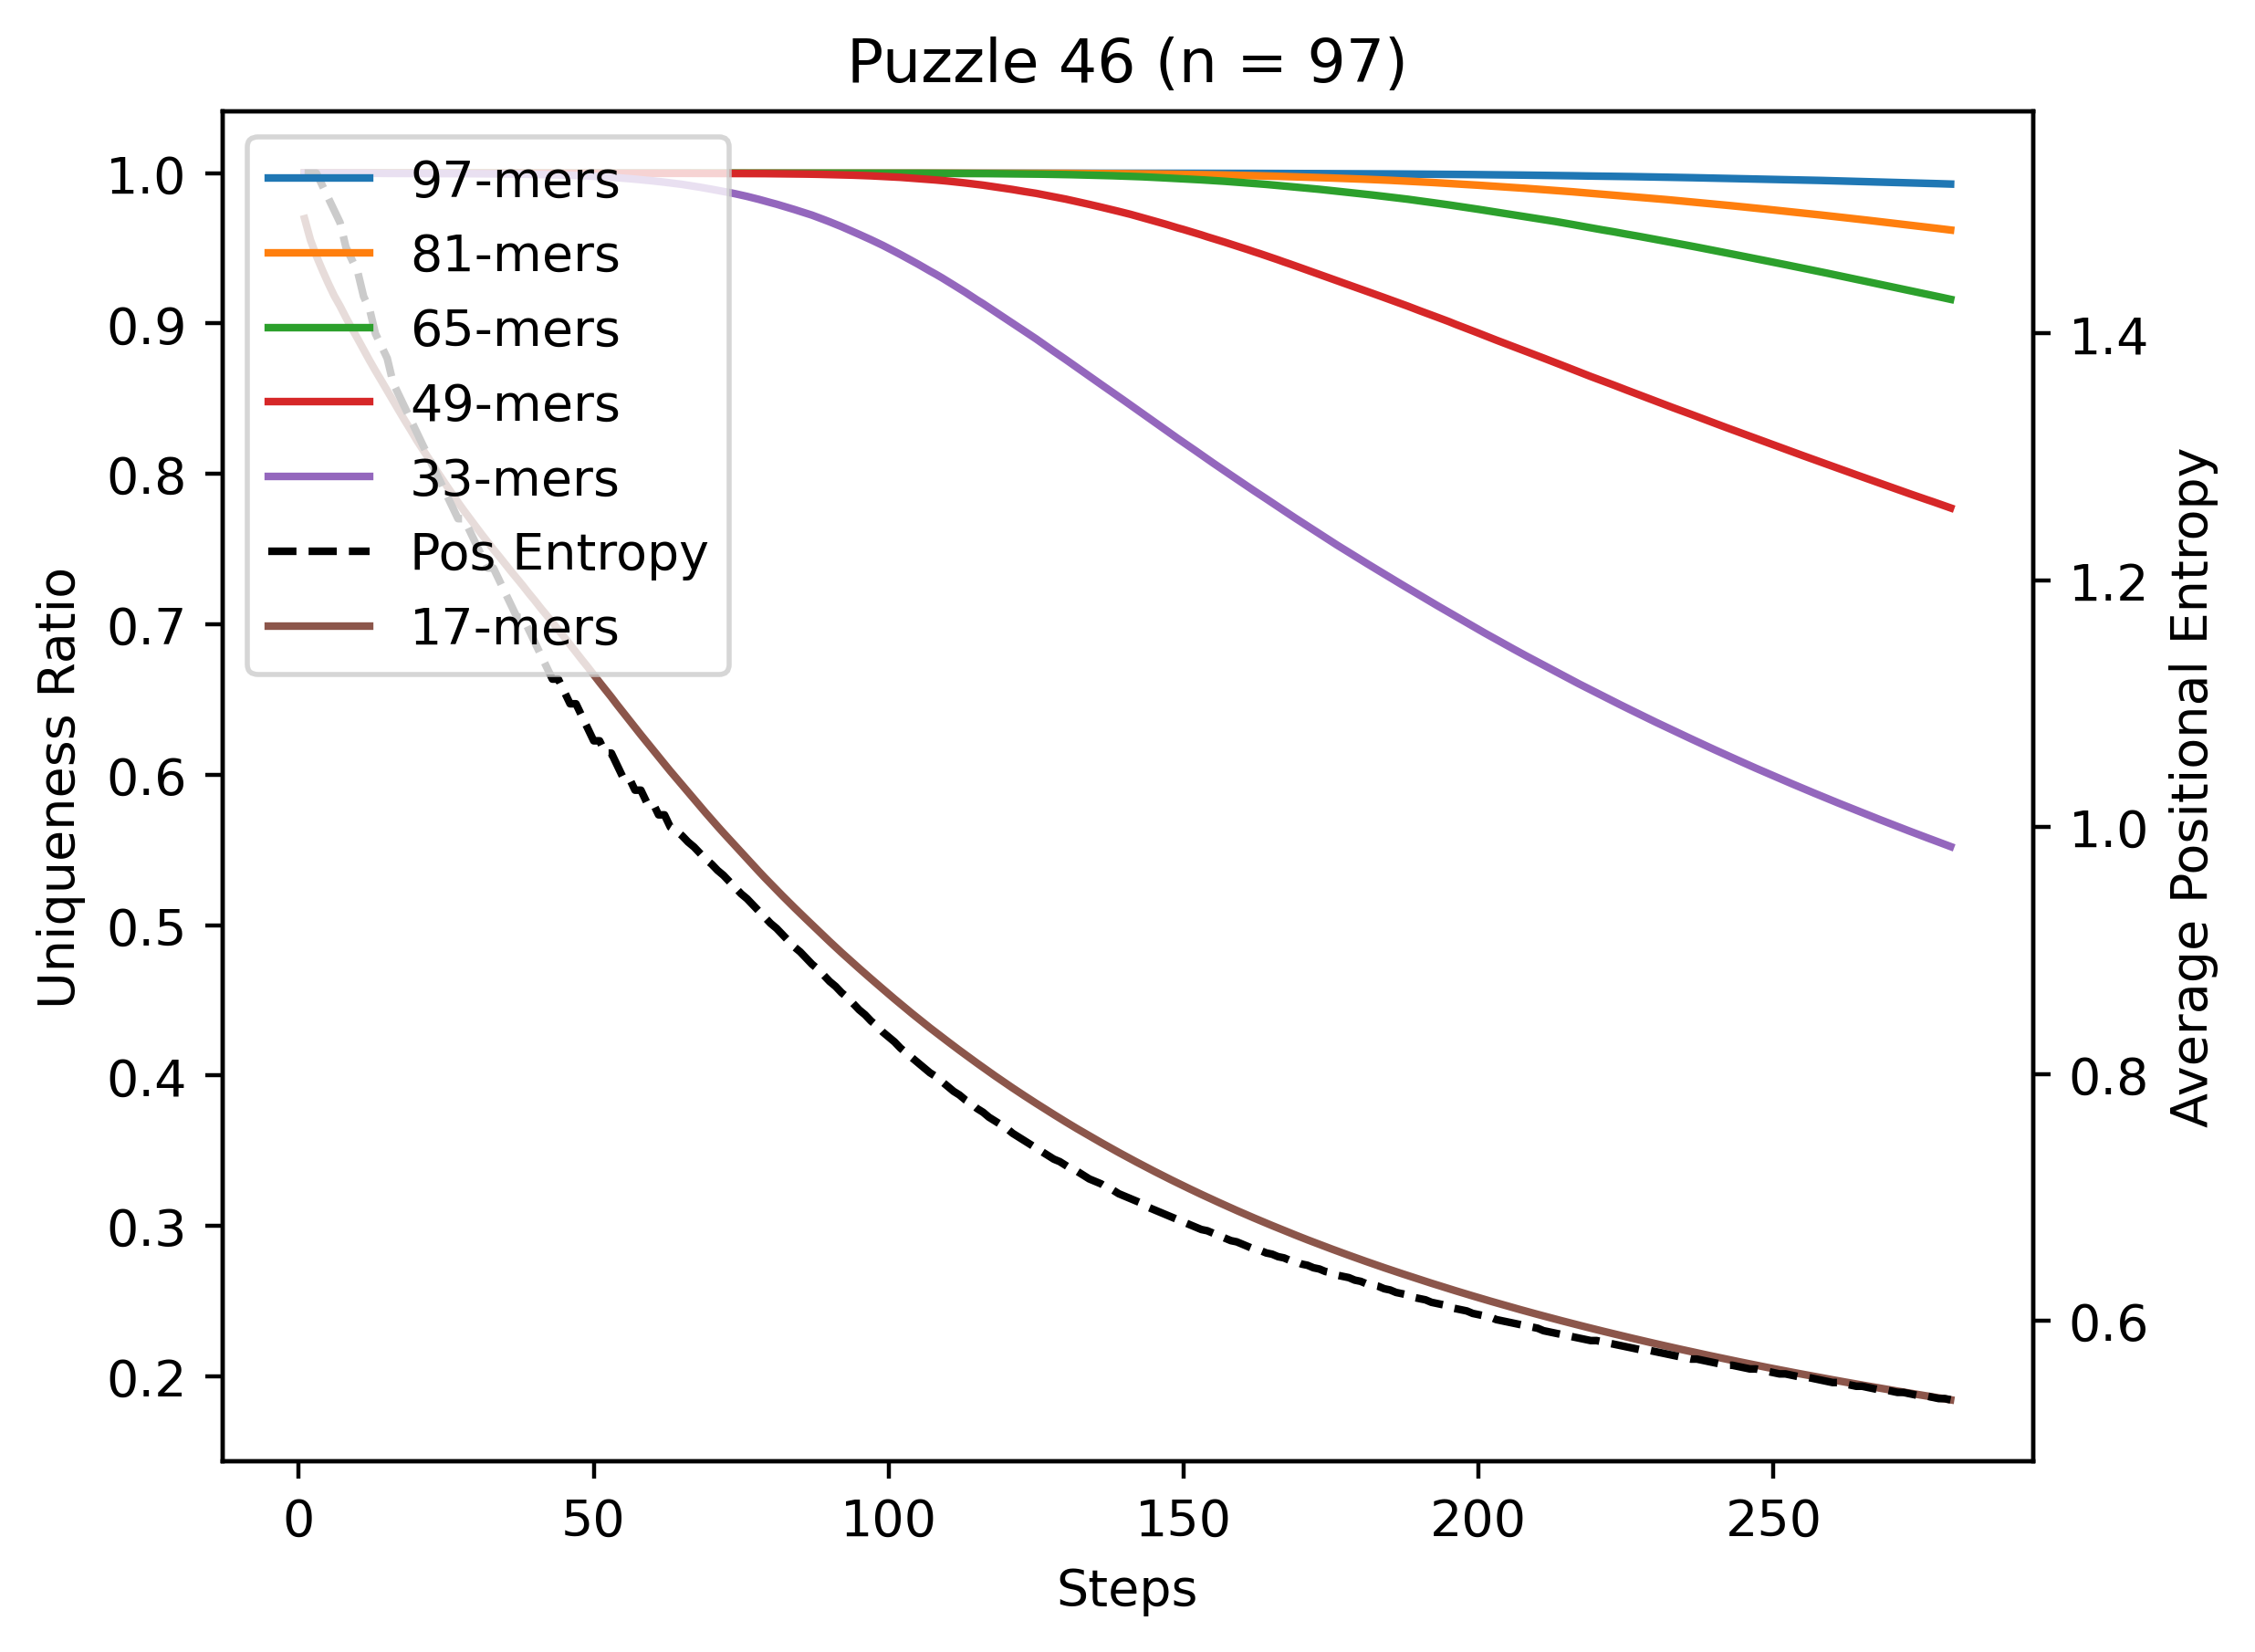 Puzzle 46 (n = 97)
97-mers
81-mers
65-mers
49-mers
33-mers
Pos Entropy
17-mers
Uniqueness Ratio
1.0
0.9
0.8
0.7
0.6
0.5
0.4
0.3
0.2
1.4
1.2
1.0
0.8
0.6
Average Positional Entropy
0 50 100 150 200 250
Steps